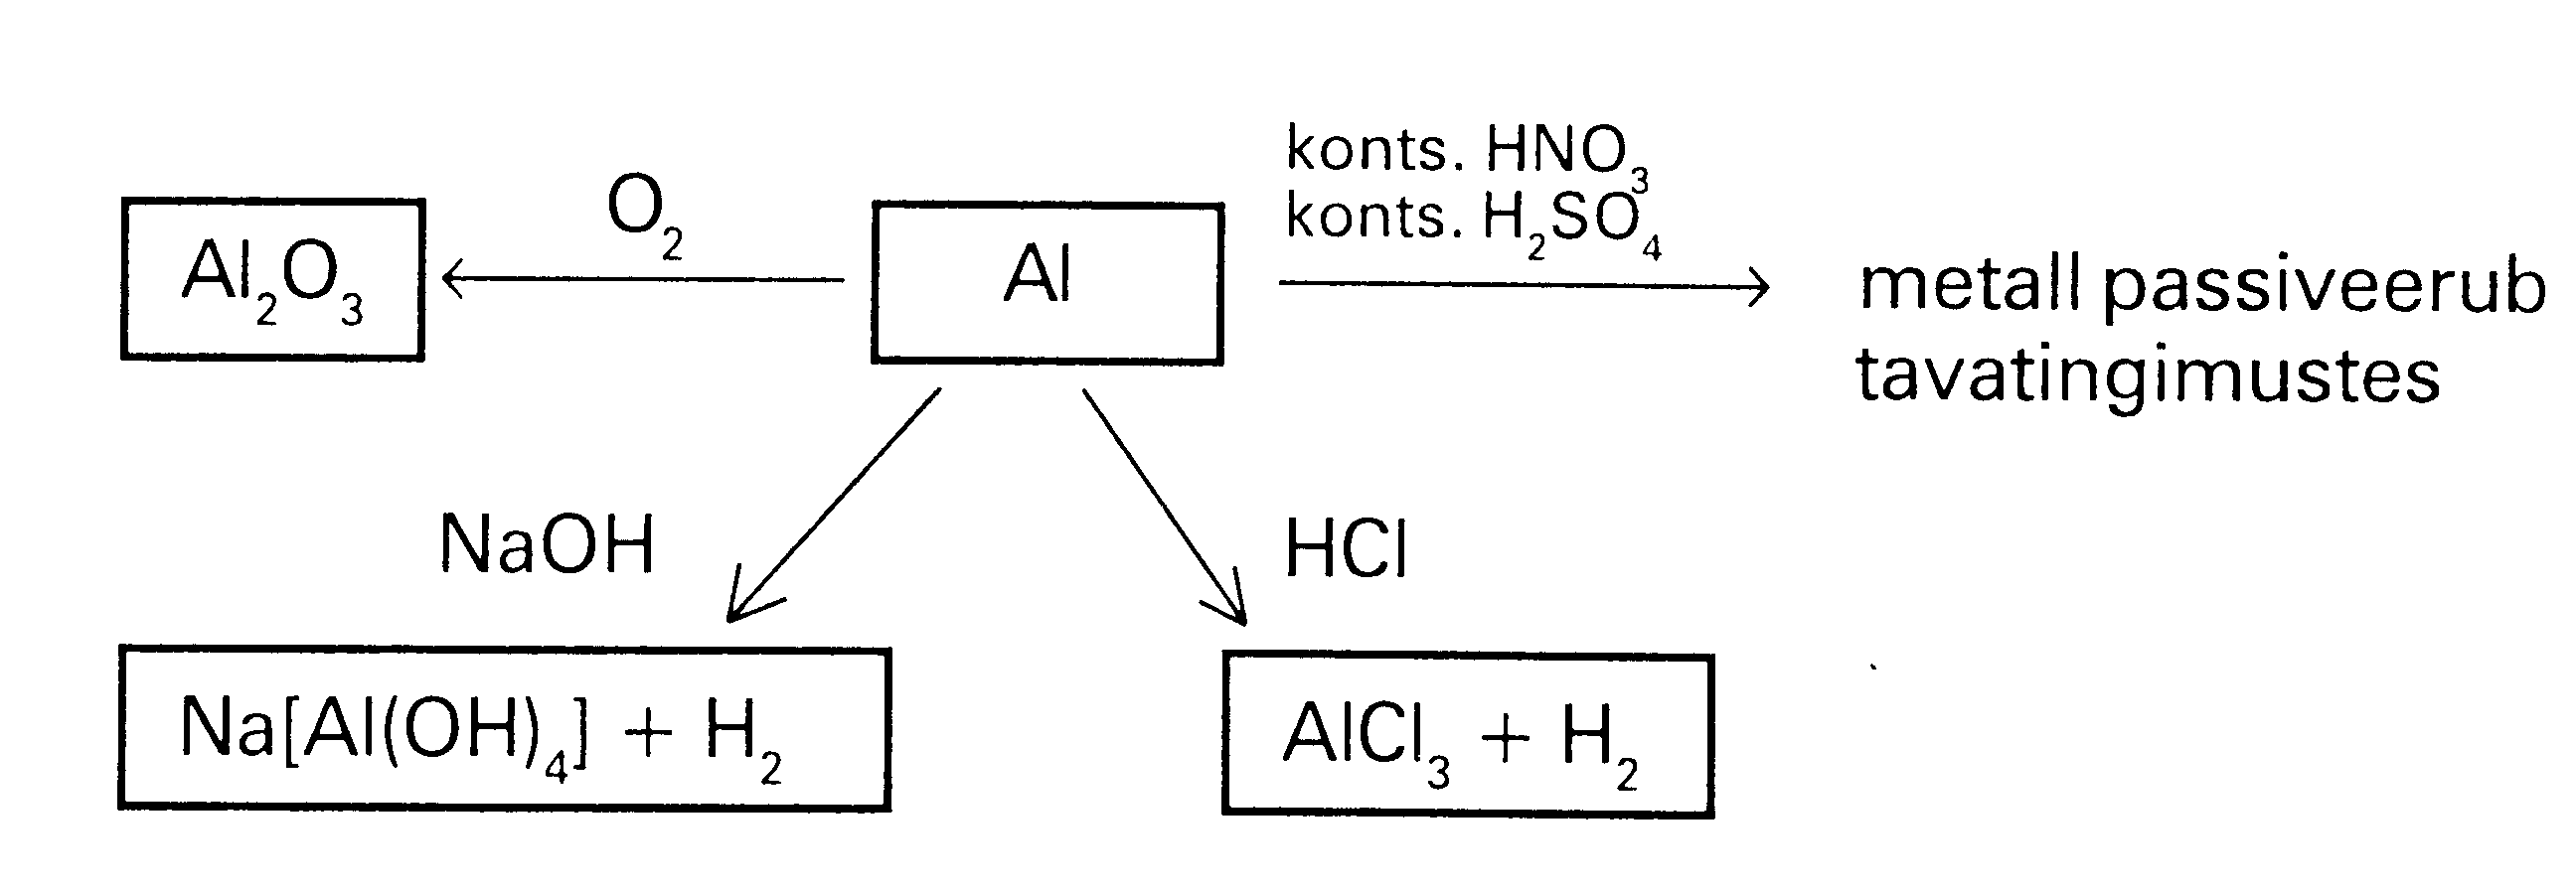 konts. HNO₃
konts. H₂SO₄
O₂
Al₂O₃
Al
metall passiveerub
tavatingimustes
NaOH
HCl
Na[Al(OH)₄] + H₂
AlCl₃ + H₂